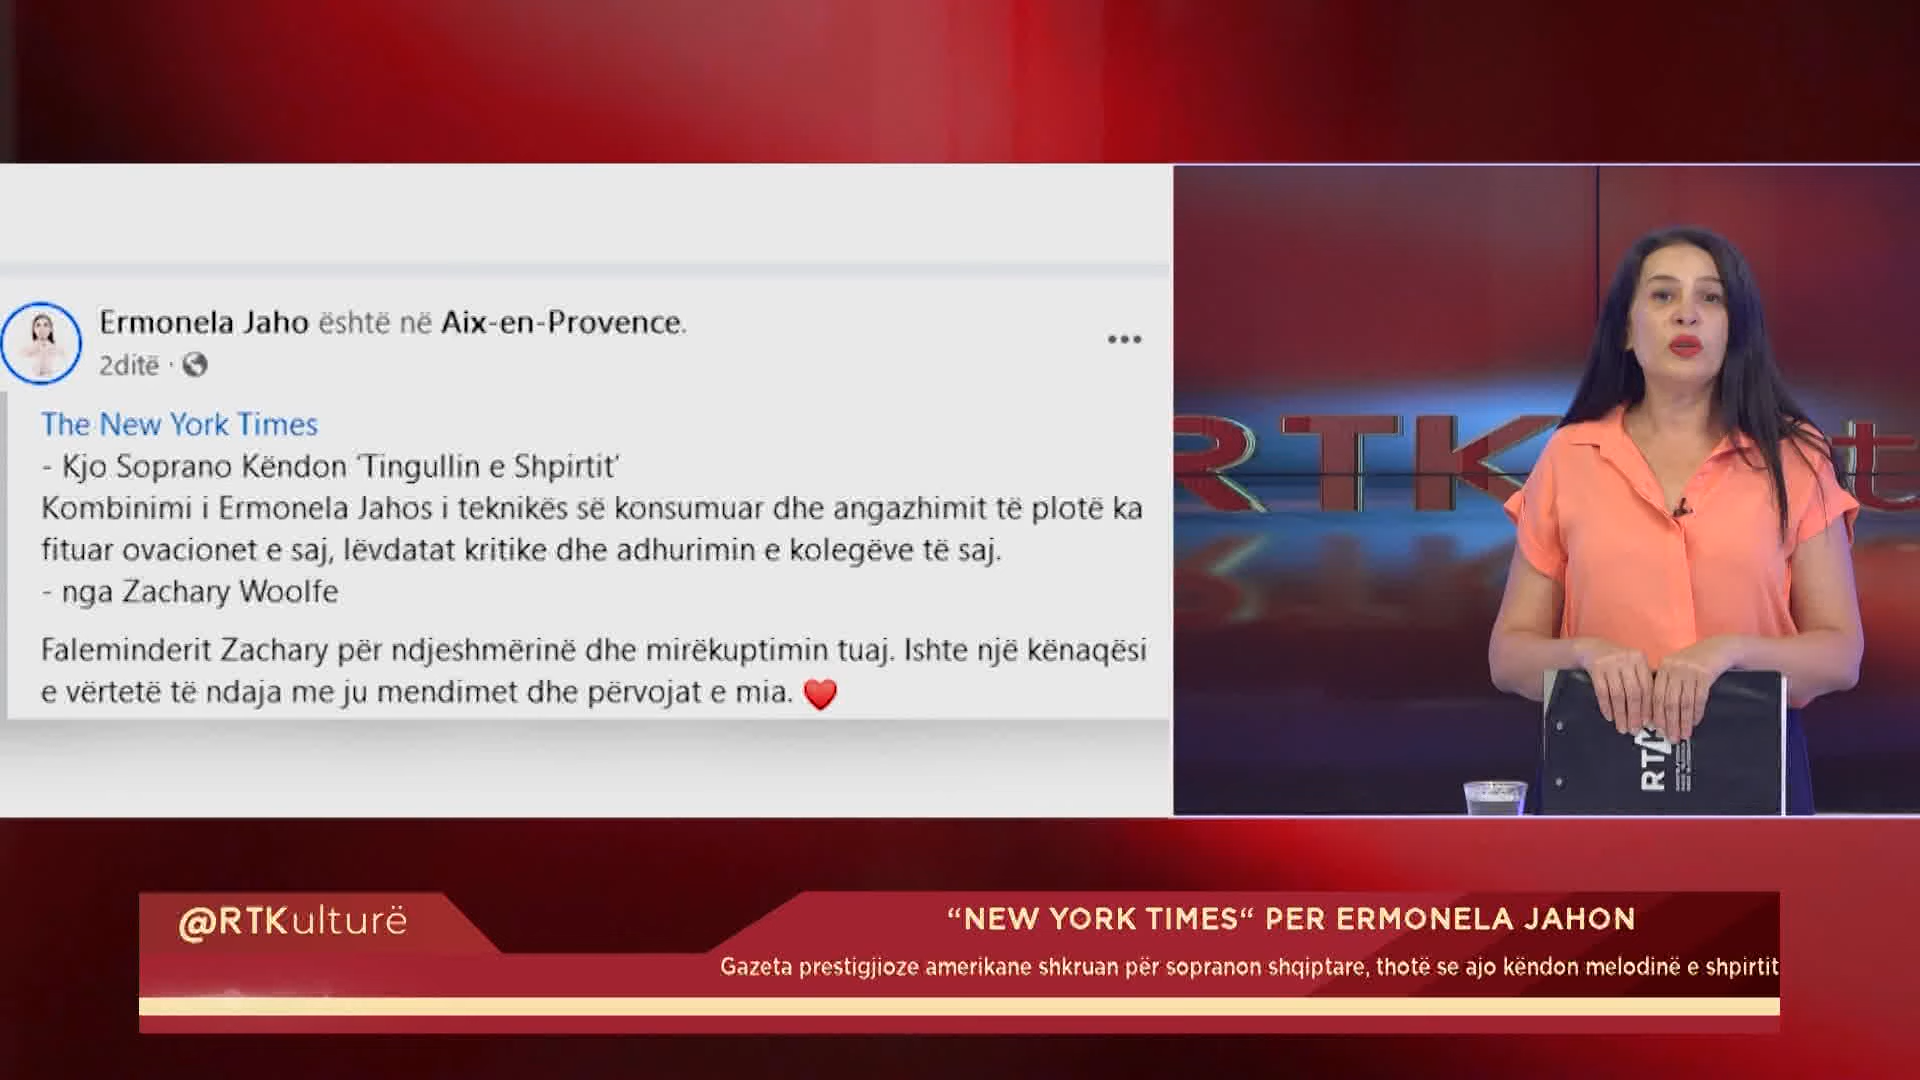 Ermonela Jaho është në Aix-en-Provence.
2ditë ·
The New York Times
- Kjo Soprano Këndon 'Tingullin e Shpirtit'
Kombinimi i Ermonela Jahos i teknikës së konsumuar dhe angazhimit të plotë ka
fituar ovacionet e saj, lëvdatat kritike dhe adhurimin e kolegëve të saj.
- nga Zachary Woolfe
Faleminderit Zachary për ndjeshmërinë dhe mirëkuptimin tuaj. Ishte një kënaqësi
e vërtetë të ndaja me ju mendimet dhe përvojat e mia. ❤️
RTK
t
RTK
@RTKulturë
“NEW YORK TIMES“ PER ERMONELA JAHON
Gazeta prestigjioze amerikane shkruan për sopranon shqiptare, thotë se ajo këndon melodinë e shpirtit